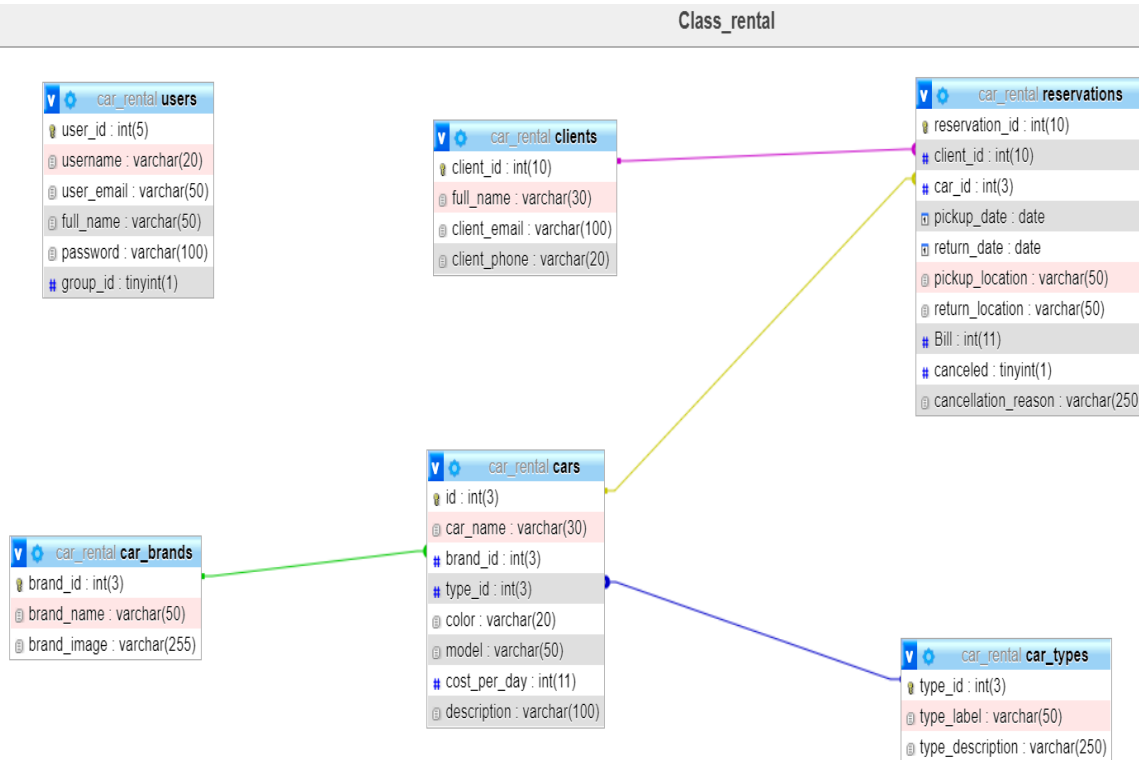 Class_rental
car_rental users
user_id : int(5)
username : varchar(20)
user_email : varchar(50)
full_name : varchar(50)
password : varchar(100)
group_id : tinyint(1)
car_rental clients
client_id : int(10)
full_name : varchar(30)
client_email : varchar(100)
client_phone : varchar(20)
car_rental reservations
reservation_id : int(10)
client_id : int(10)
car_id : int(3)
pickup_date : date
return_date : date
pickup_location : varchar(50)
return_location : varchar(50)
Bill : int(11)
canceled : tinyint(1)
cancellation_reason : varchar(250
car_rental cars
id : int(3)
car_name : varchar(30)
brand_id : int(3)
type_id : int(3)
color : varchar(20)
model : varchar(50)
cost_per_day : int(11)
description : varchar(100)
car_rental car_brands
brand_id : int(3)
brand_name : varchar(50)
brand_image : varchar(255)
car_rental car_types
type_id : int(3)
type_label : varchar(50)
type_description : varchar(250)